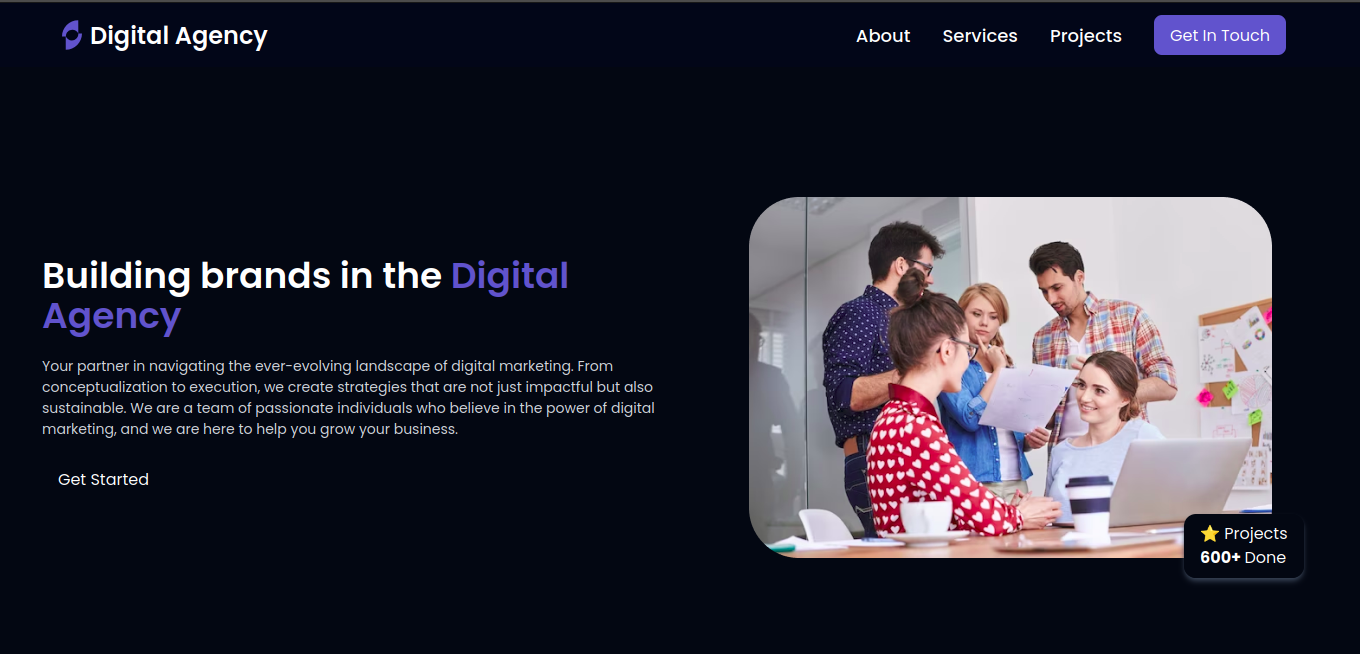 Digital Agency
About
Services
Projects
Get In Touch
Building brands in the Digital
Agency
Your partner in navigating the ever-evolving landscape of digital marketing. From
conceptualization to execution, we create strategies that are not just impactful but also
sustainable. We are a team of passionate individuals who believe in the power of digital
marketing, and we are here to help you grow your business.
Get Started
⭐ Projects
600+ Done